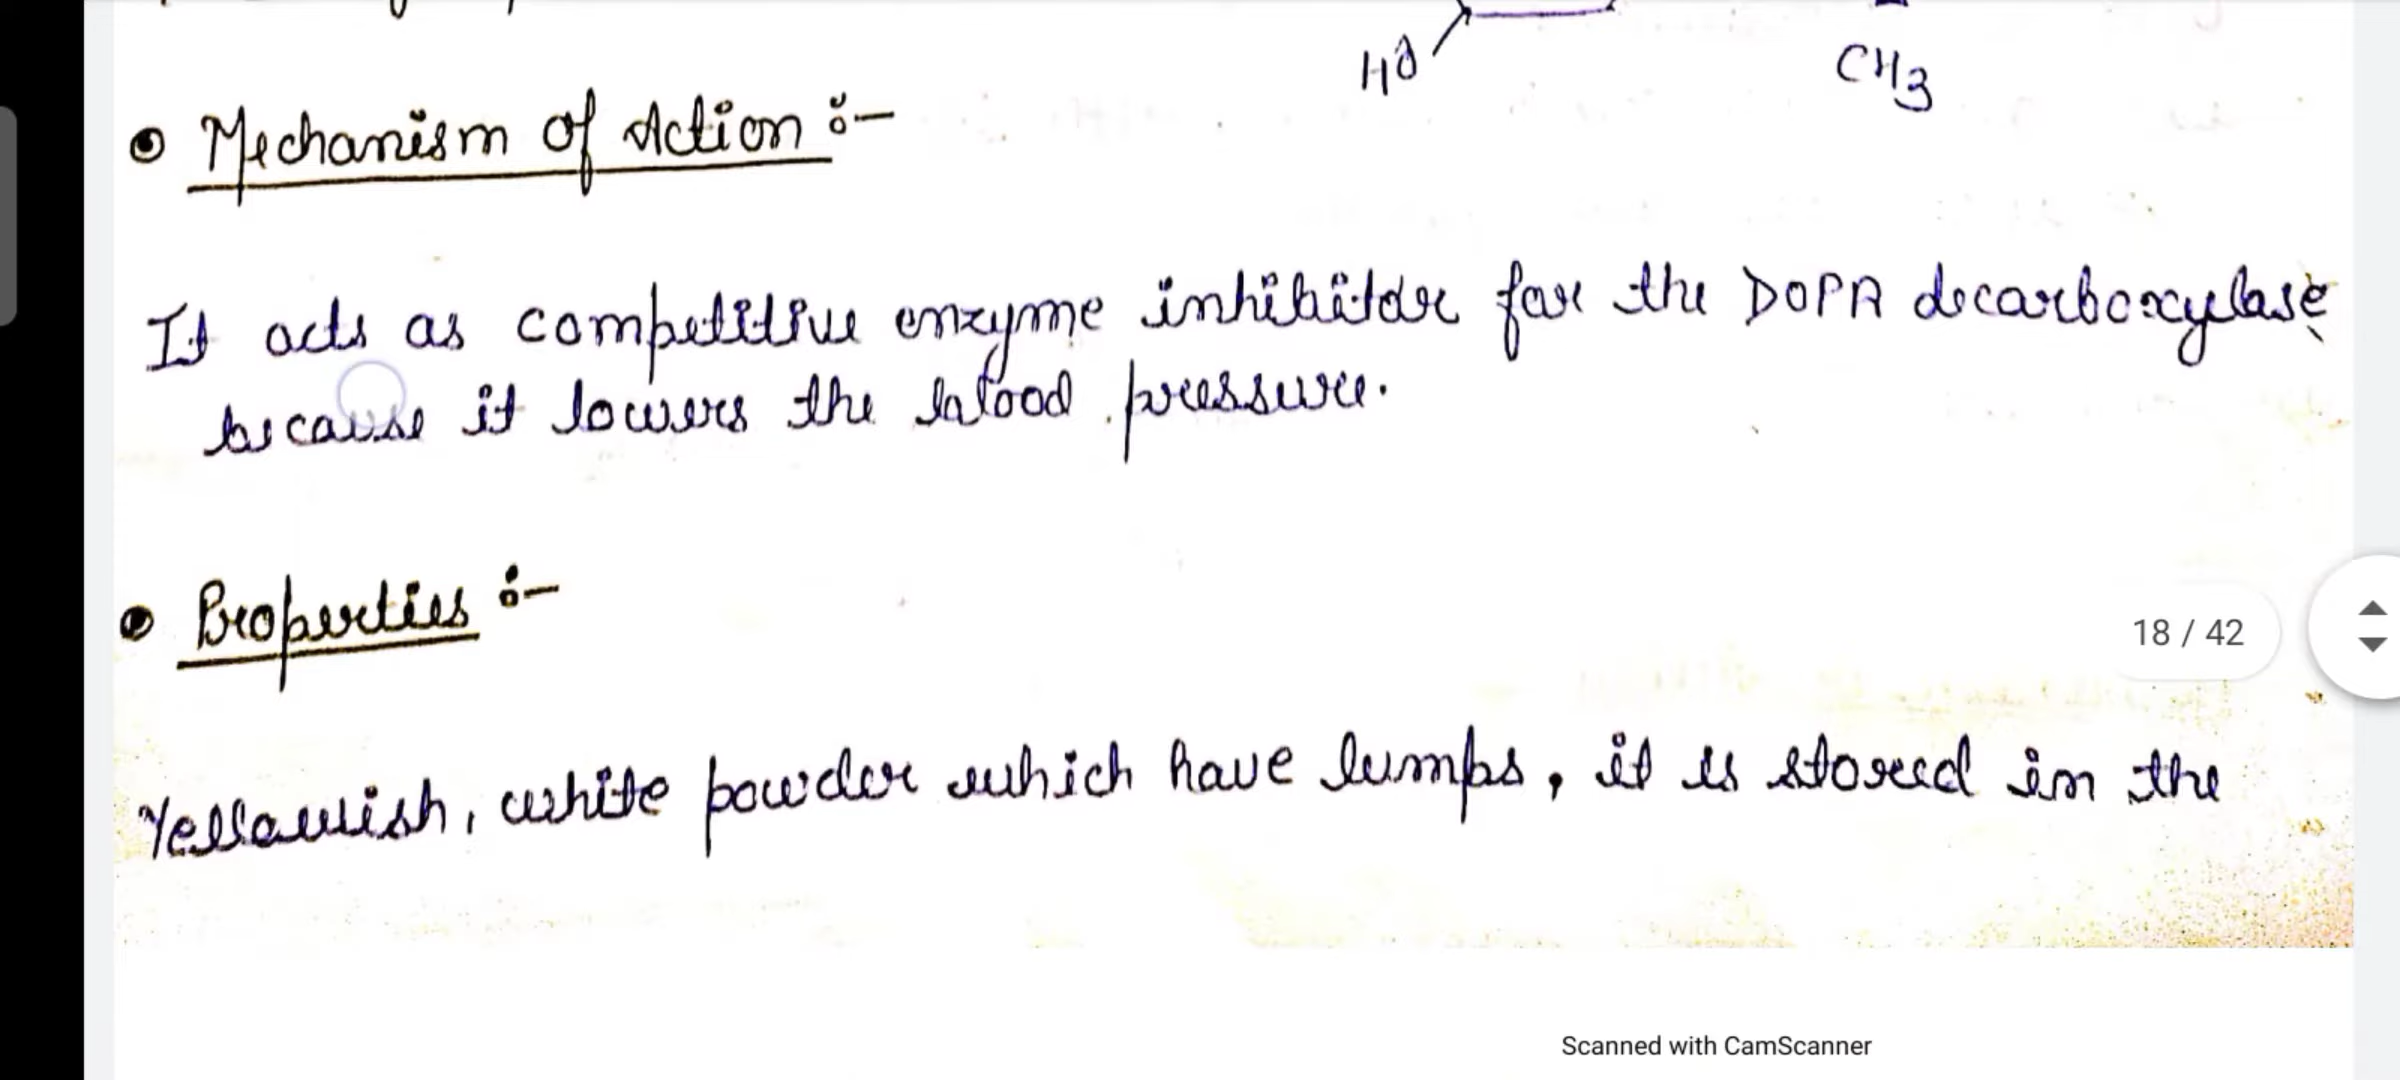 HO
CH3
Mechanism of Action :-
It acts as competitive enzyme inhibitor for the DOPA decarboxylase
because it lowers the blood pressure.
Properties :-
18 / 42
Yellowish, white powder which have lumps, it is stored in the
Scanned with CamScanner